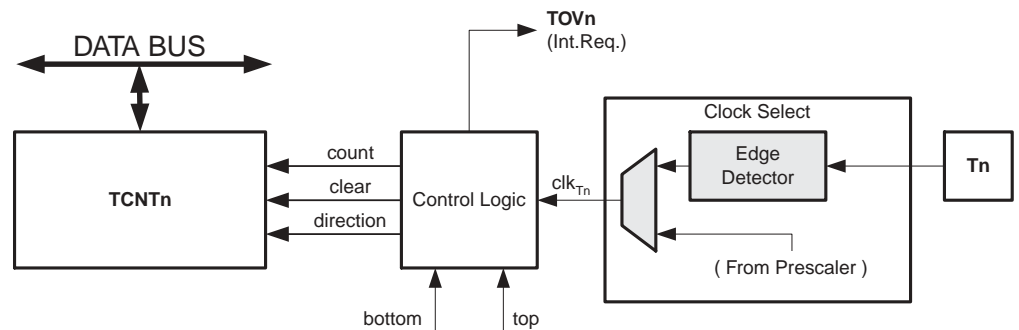 DATA BUS
TOVn
(Int.Req.)
Clock Select
TCNTn
count
clear
direction
Control Logic
clkTn
Edge
Detector
Tn
( From Prescaler )
bottom
top